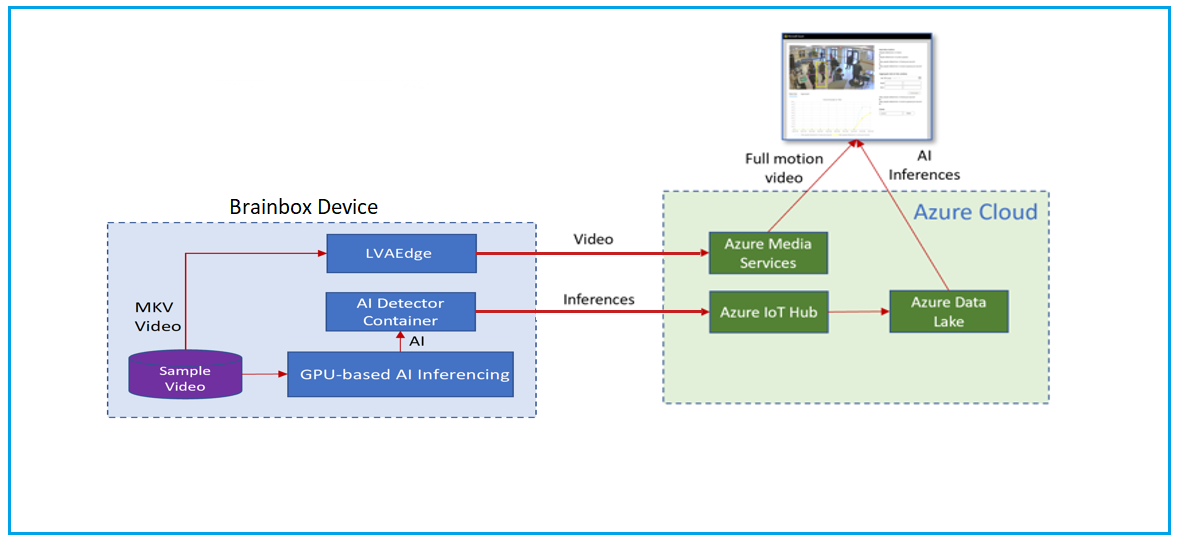 Full motion
video
AI
Inferences
Brainbox Device
Azure Cloud
LVAEdge
Video
Azure Media
Services
MKV
Video
AI Detector
Container
Inferences
Azure IoT Hub
Azure Data
Lake
AI
Sample
Video
GPU-based AI Inferencing